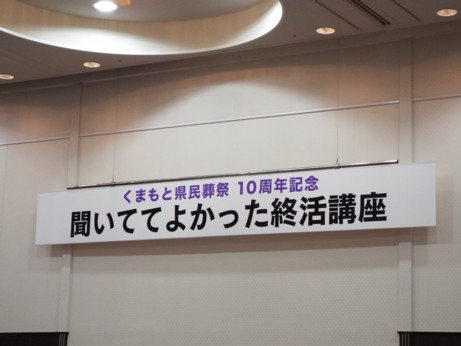 くまもと県民葬祭 10周年記念
聞いててよかった終活講座